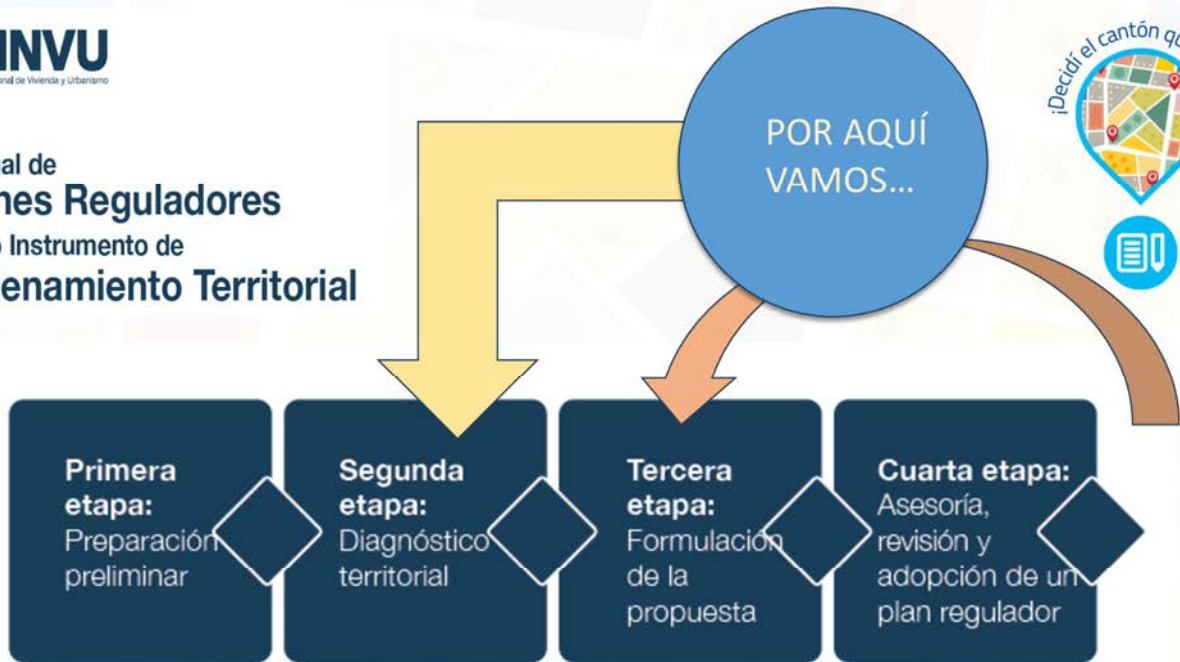 INVU
onal de Vivienda y Urbanismo
al de
nes Reguladores
o Instrumento de
enamiento Territorial
POR AQUÍ
VAMOS...
¡Decidí el cantón qu
Primera
etapa:
Preparación
preliminar
Segunda
etapa:
Diagnóstico
territorial
Tercera
etapa:
Formulación
de la
propuesta
Cuarta etapa:
Asesoría,
revisión y
adopción de un
plan regulador